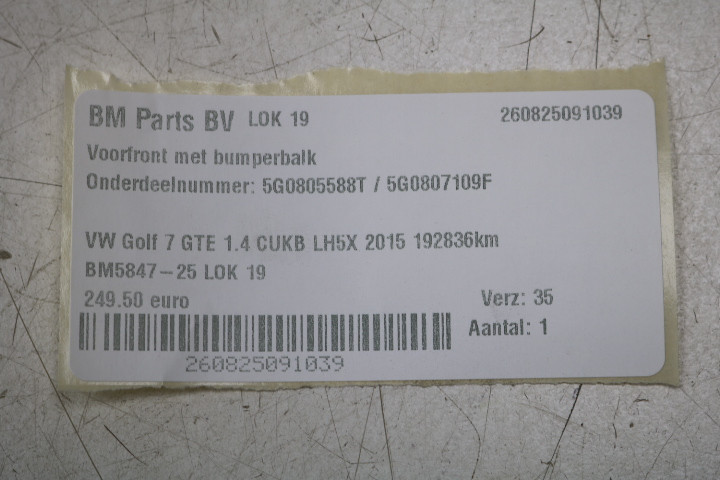 BM Parts BV LOK 19 260825091039
Voorfront met bumperbalk
Onderdeelnummer: 5G0805588T / 5G0807109F
VW Golf 7 GTE 1.4 CUKB LH5X 2015 192836km
BM5847-25 LOK 19
249.50 euro Verz: 35
Aantal: 1
260825091039